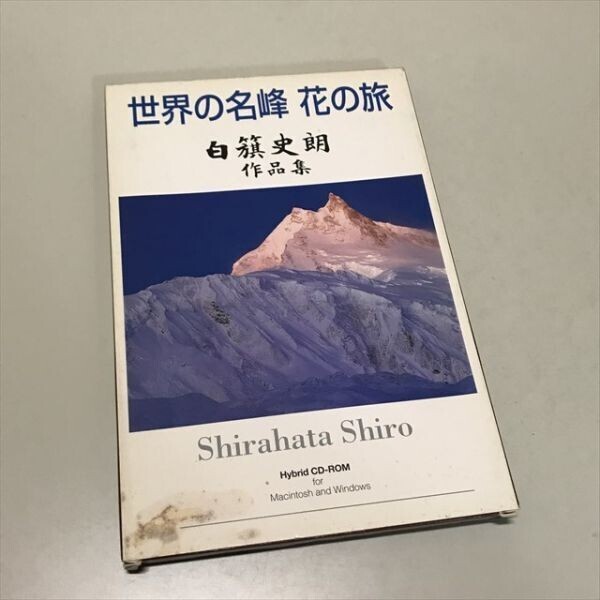 世界の名峰 花の旅
白籏史朗
作品集
Shirahata Shiro
Hybrid CD-ROM
for
Macintosh and Windows